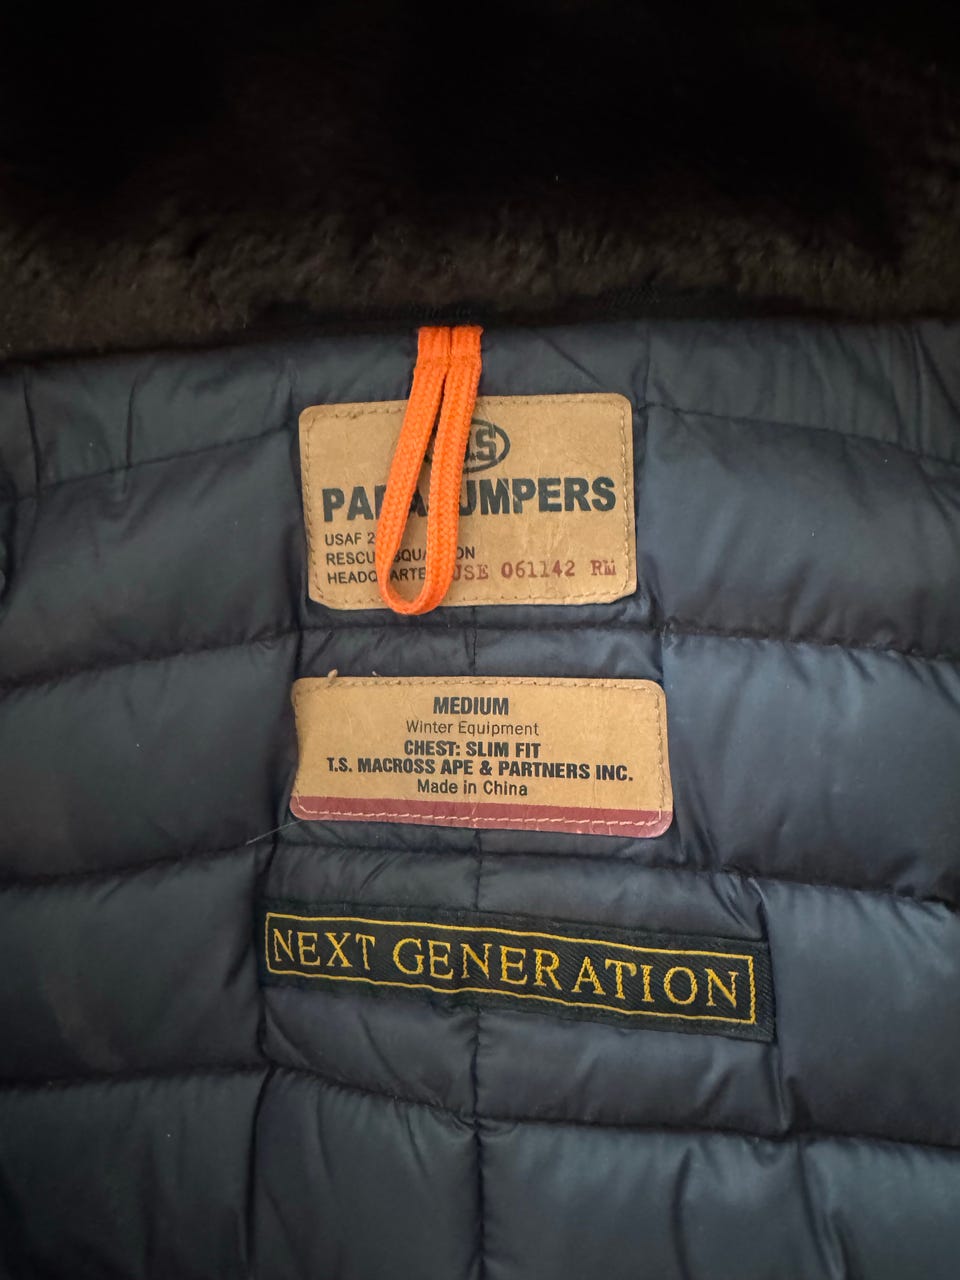 PARAJUMPERS
USAF 2
RESCUE SQUADRON
HEADQUARTERS USE 061142 RM
MEDIUM
Winter Equipment
CHEST: SLIM FIT
T.S. MACROSS APE & PARTNERS INC.
Made in China
NEXT GENERATION